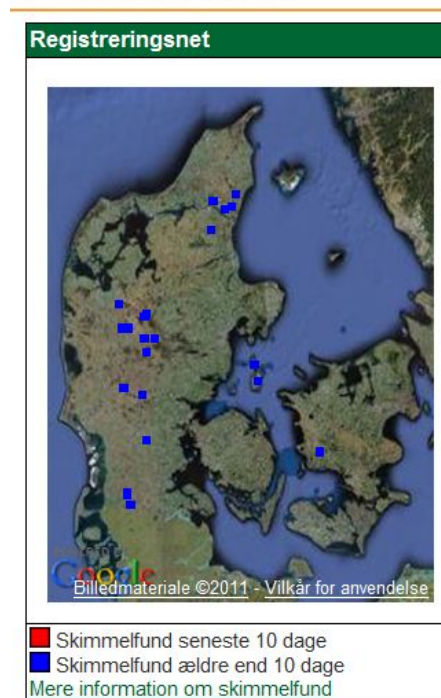 Registreringsnet
Google
Billedmateriale ©2011 - Vilkår for anvendelse
Skimmelfund seneste 10 dage
Skimmelfund ældre end 10 dage
Mere information om skimmelfund